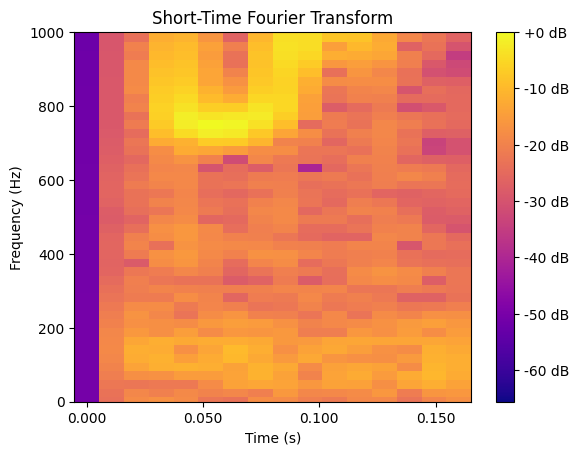 Short-Time Fourier Transform
1000
800
600
400
200
0
Frequency (Hz)
0.000
0.050
0.100
0.150
Time (s)
+0 dB
-10 dB
-20 dB
-30 dB
-40 dB
-50 dB
-60 dB